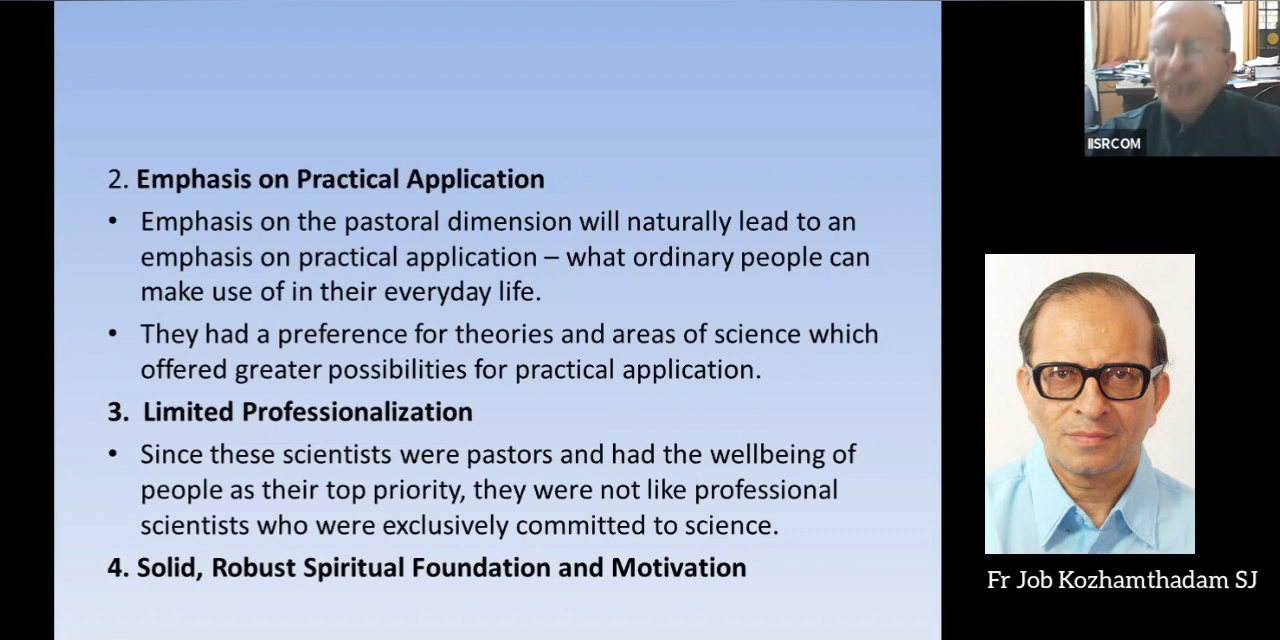 2. Emphasis on Practical Application
• Emphasis on the pastoral dimension will naturally lead to an
emphasis on practical application – what ordinary people can
make use of in their everyday life.
• They had a preference for theories and areas of science which
offered greater possibilities for practical application.
3. Limited Professionalization
• Since these scientists were pastors and had the wellbeing of
people as their top priority, they were not like professional
scientists who were exclusively committed to science.
4. Solid, Robust Spiritual Foundation and Motivation
IISRCOM
Fr Job Kozhamthadam SJ